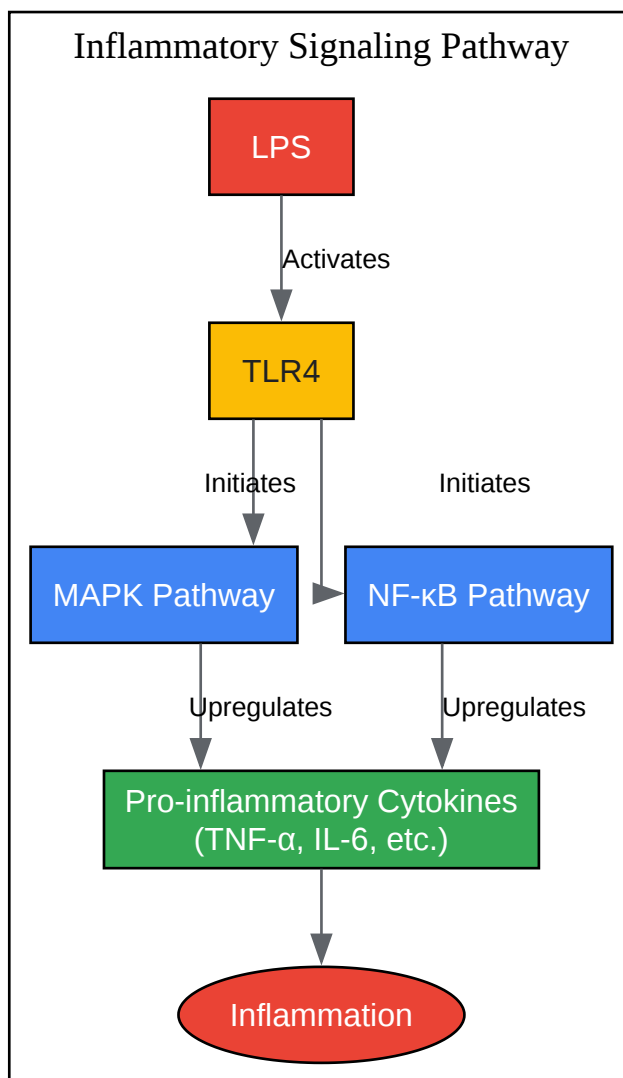 Inflammatory Signaling Pathway
LPS
Activates
TLR4
Initiates
Initiates
MAPK Pathway
NF-κB Pathway
Upregulates
Upregulates
Pro-inflammatory Cytokines
(TNF-α, IL-6, etc.)
Inflammation